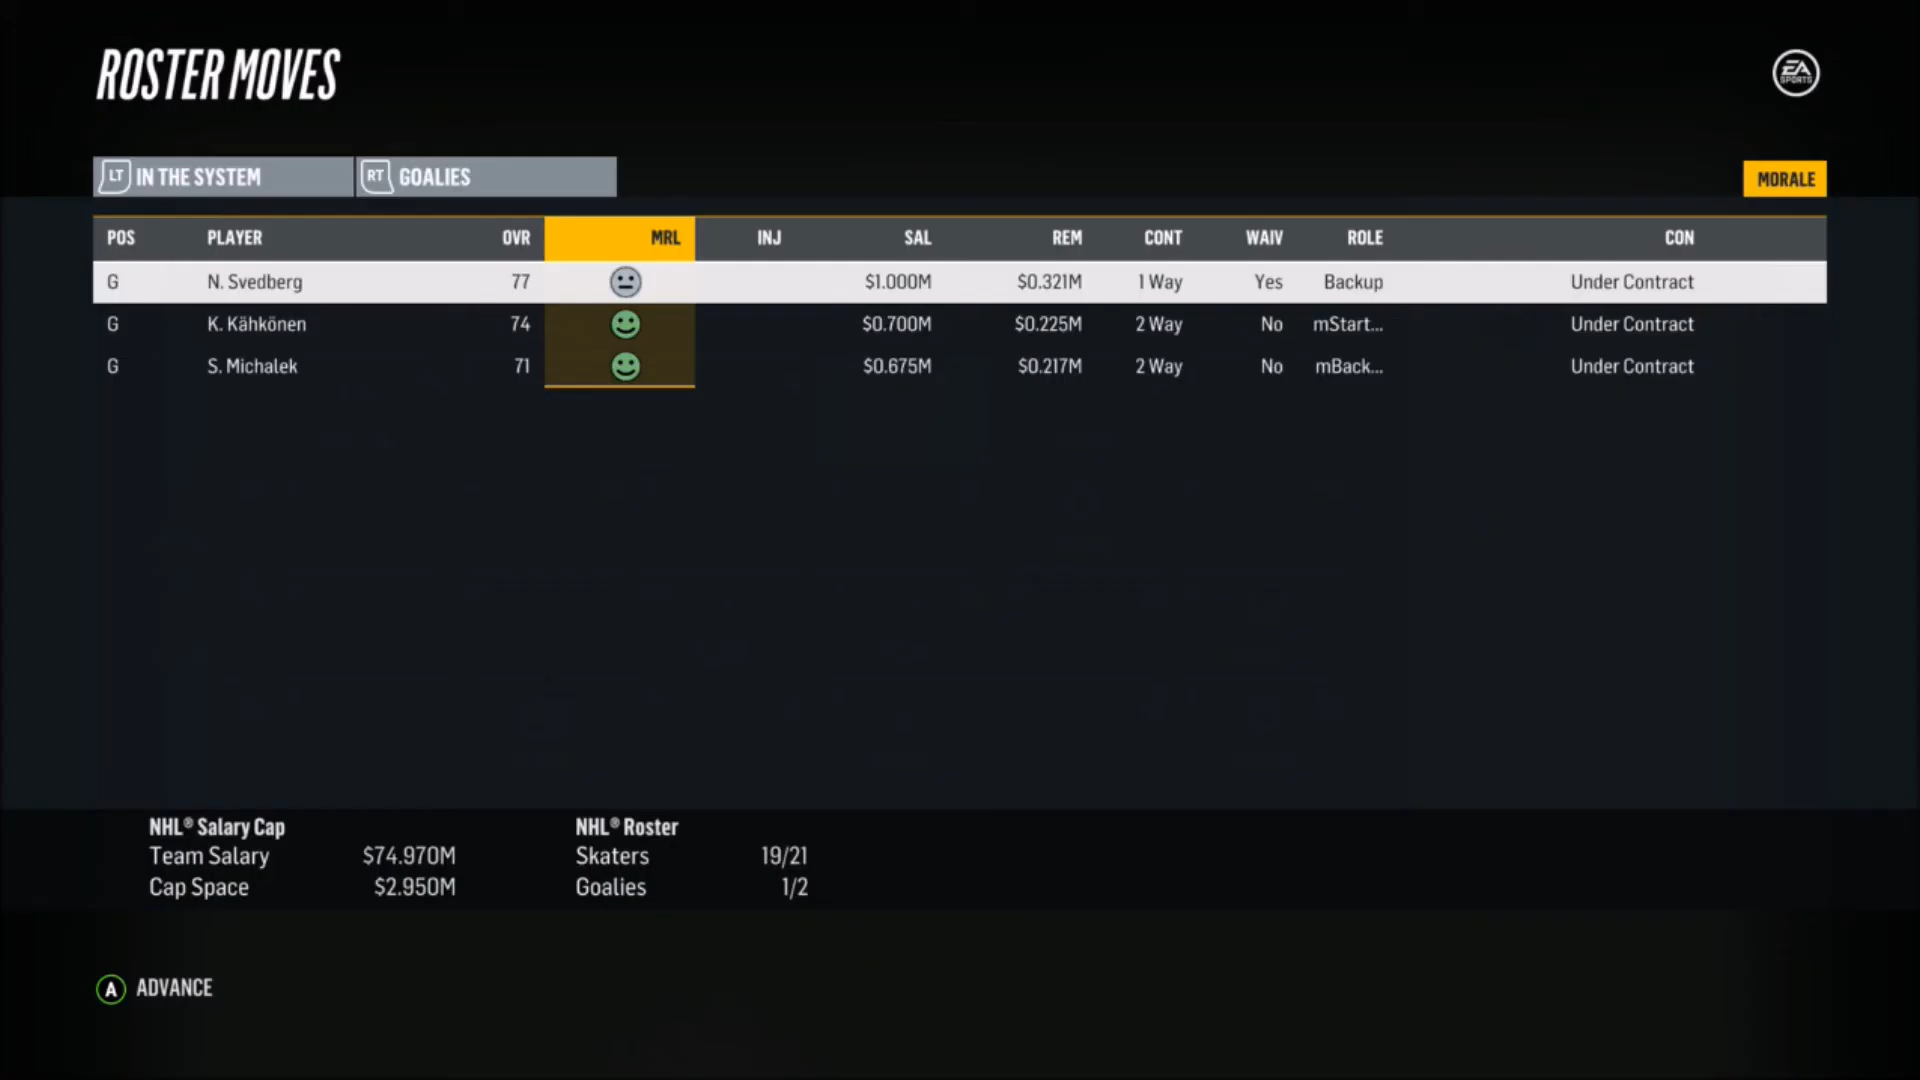 ROSTER MOVES
EA SPORTS
LT IN THE SYSTEM RT GOALIES
MORALE
POS PLAYER OVR MRL INJ SAL REM CONT WAIV ROLE CON
G N. Svedberg 77 $1.000M $0.321M 1 Way Yes Backup Under Contract
G K. Kähkönen 74 $0.700M $0.225M 2 Way No mStart... Under Contract
G S. Michalek 71 $0.675M $0.217M 2 Way No mBack... Under Contract
NHL® Salary Cap NHL® Roster
Team Salary $74.970M Skaters 19/21
Cap Space $2.950M Goalies 1/2
A ADVANCE